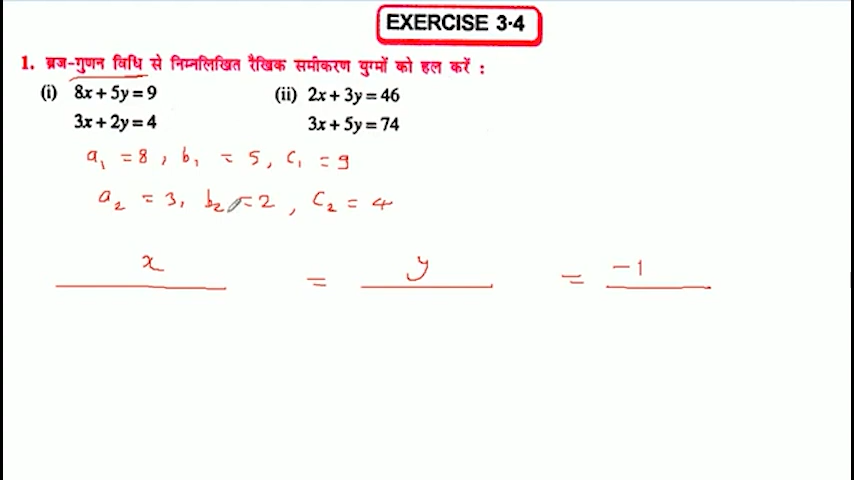 EXERCISE 3·4
1. ब्रज-गुणन विधि से निम्नलिखित रैखिक समीकरण युग्मों को हल करें :
(i) 8x + 5y = 9 (ii) 2x + 3y = 46
3x + 2y = 4 3x + 5y = 74
a₁ = 8, b₁ = 5, c₁ = 9
a₂ = 3, b₂ = 2, c₂ = 4
x = y = -1